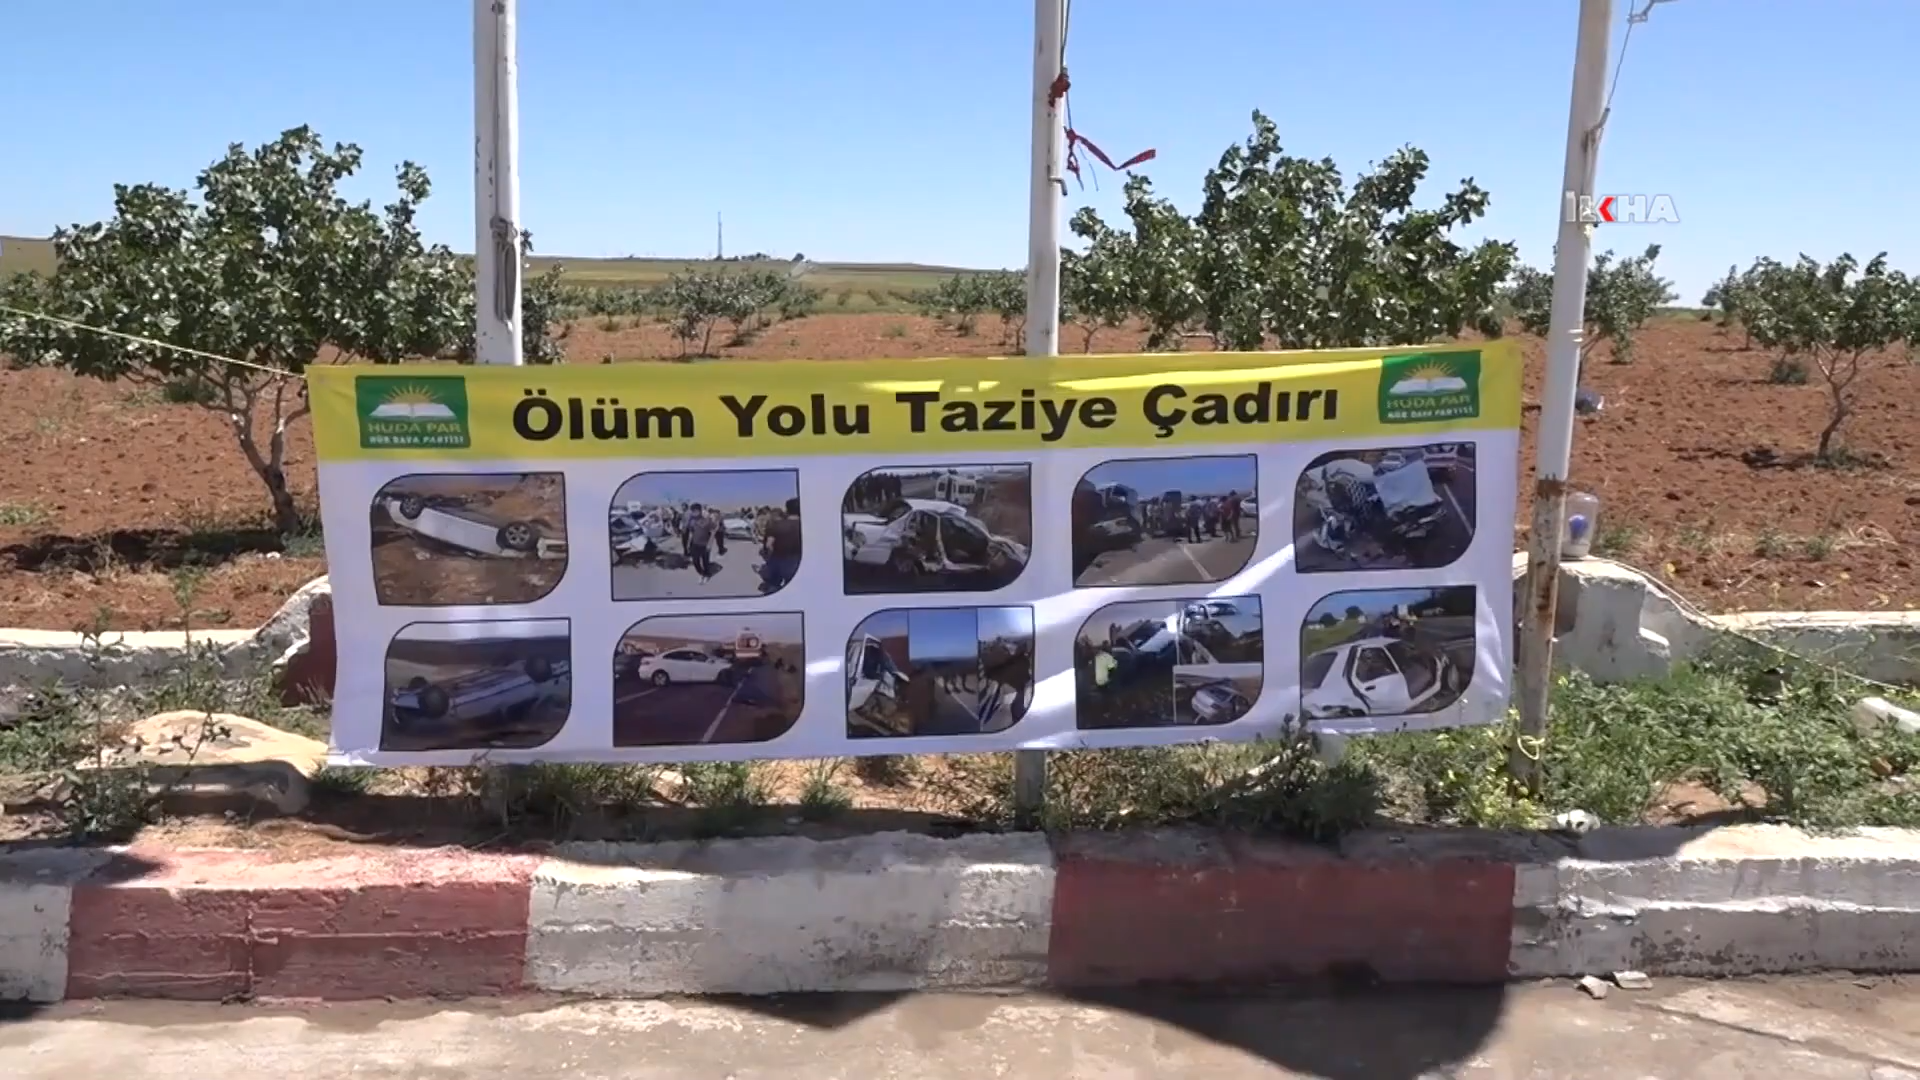 İLKHA
Ölüm Yolu Taziye Çadırı
HÜDA PAR
HÜR DAVA PARTİSİ
HÜDA PAR
HÜR DAVA PARTİSİ